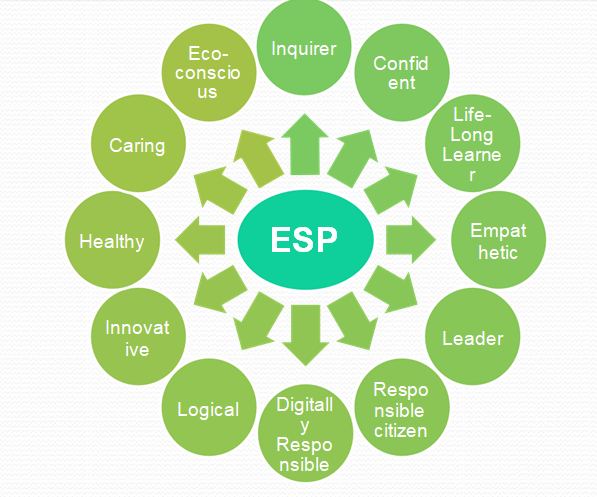 Inquirer
Confid
ent
Life-
Long
Learne
r
Empat
hetic
Leader
Respo
nsible
citizen
Digitall
y
Respo
nsible
Logical
Innovat
ive
Healthy
Caring
Eco-
conscio
us
ESP